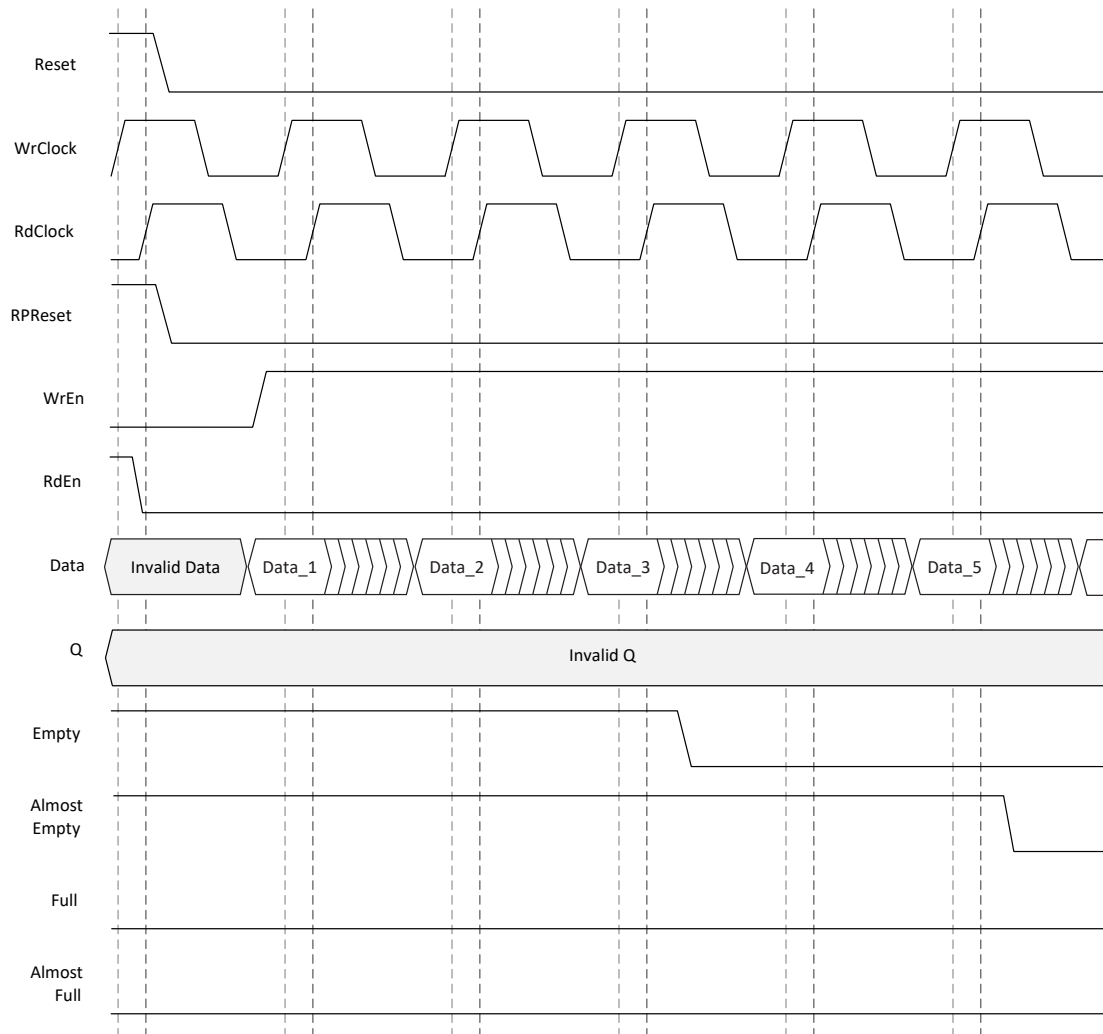 Reset
WrClock
RdClock
RPReset
WrEn
RdEn
Data
Invalid Data
Data_1
Data_2
Data_3
Data_4
Data_5
Q
Invalid Q
Empty
Almost
Empty
Full
Almost
Full